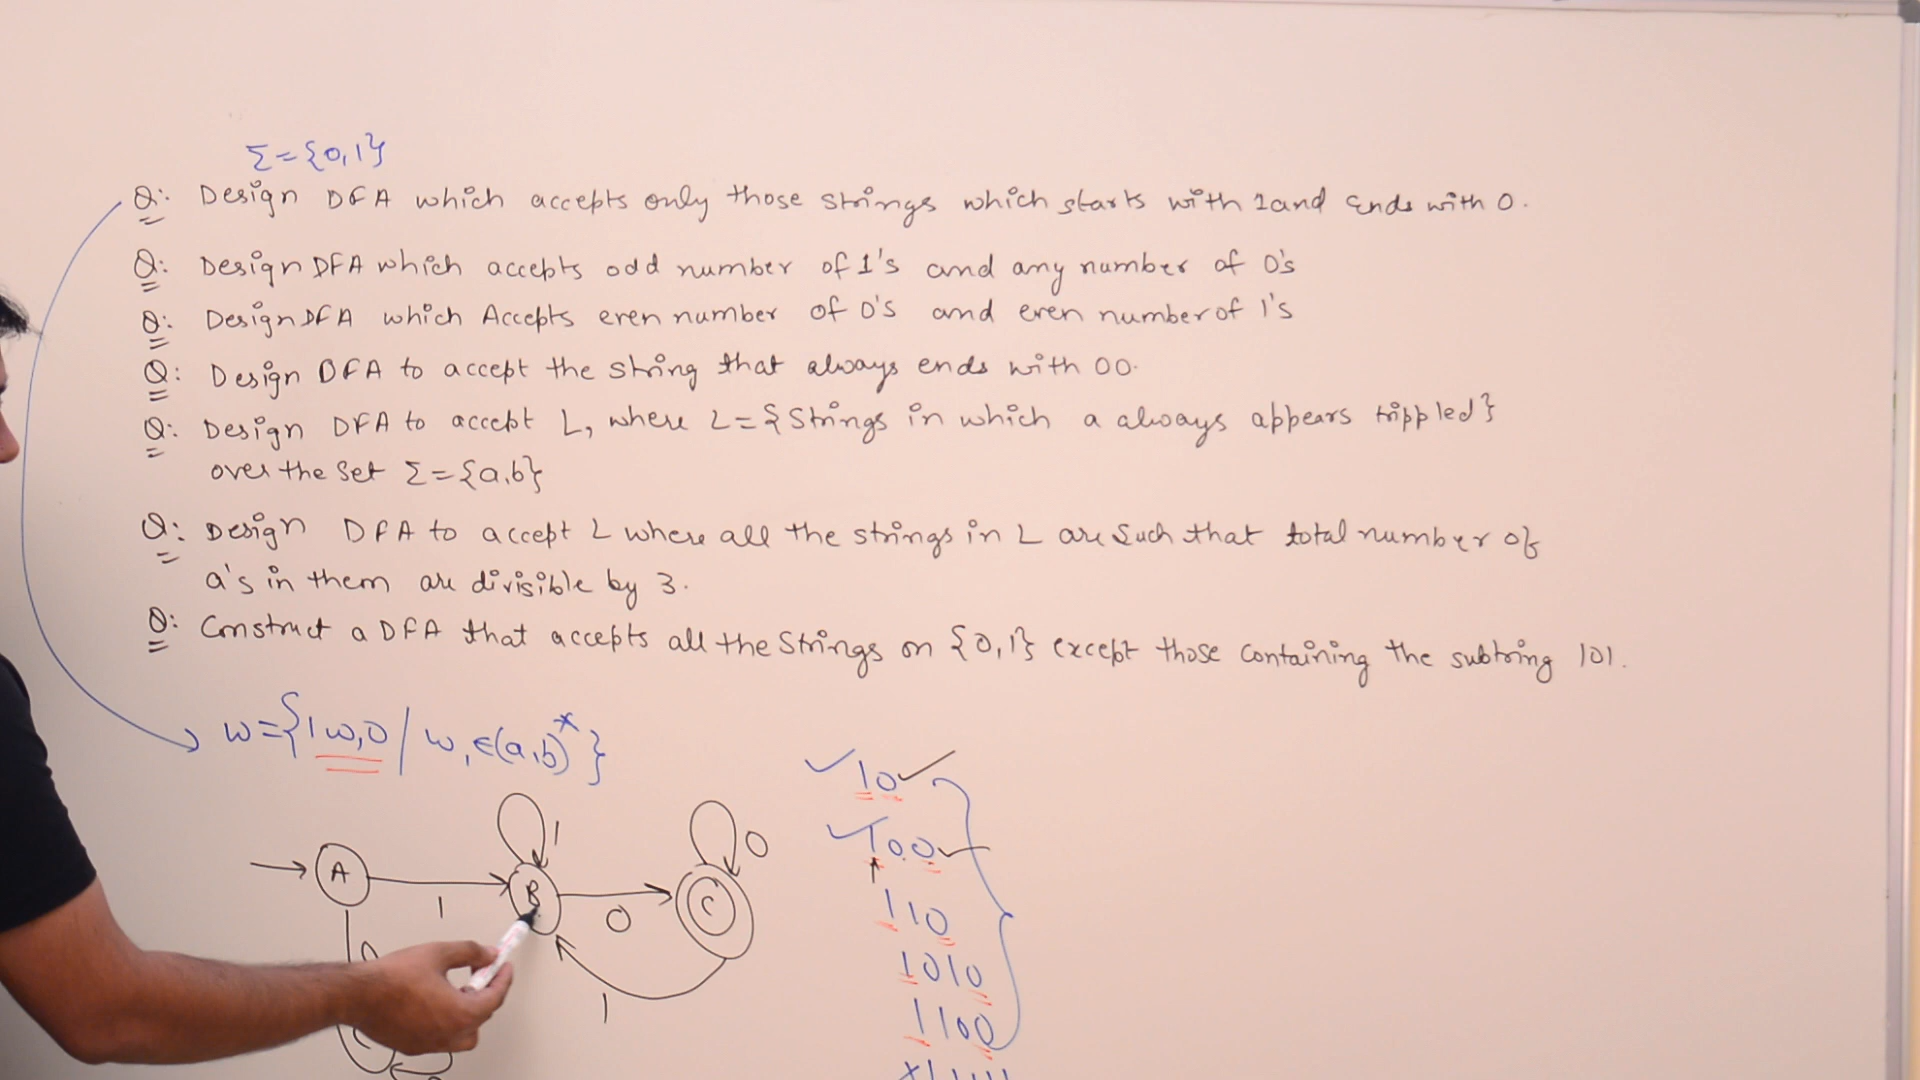 Σ={0,1}
Q: Design DFA which accepts only those strings which starts with 1 and Ends with 0.
Q: Design DFA which accepts odd number of 1's and any number of 0's
Q: Design DFA which Accepts even number of 0's and even number of 1's
Q: Design DFA to accept the string that always ends with 00.
Q: Design DFA to accept L, where L={Strings in which a always appears trippled}
over the Set Σ={a,b}
Q: Design DFA to accept L where all the strings in L are Such that total number of
a's in them are divisible by 3.
Q: Construct a DFA that accepts all the Strings on {0,1} except those containing the substring 101.
w={1w,0 / w, ∈(a,b)* }
✓10✓
✓100✓
110
1010
1100
A
1
B
1
0
C
0
1